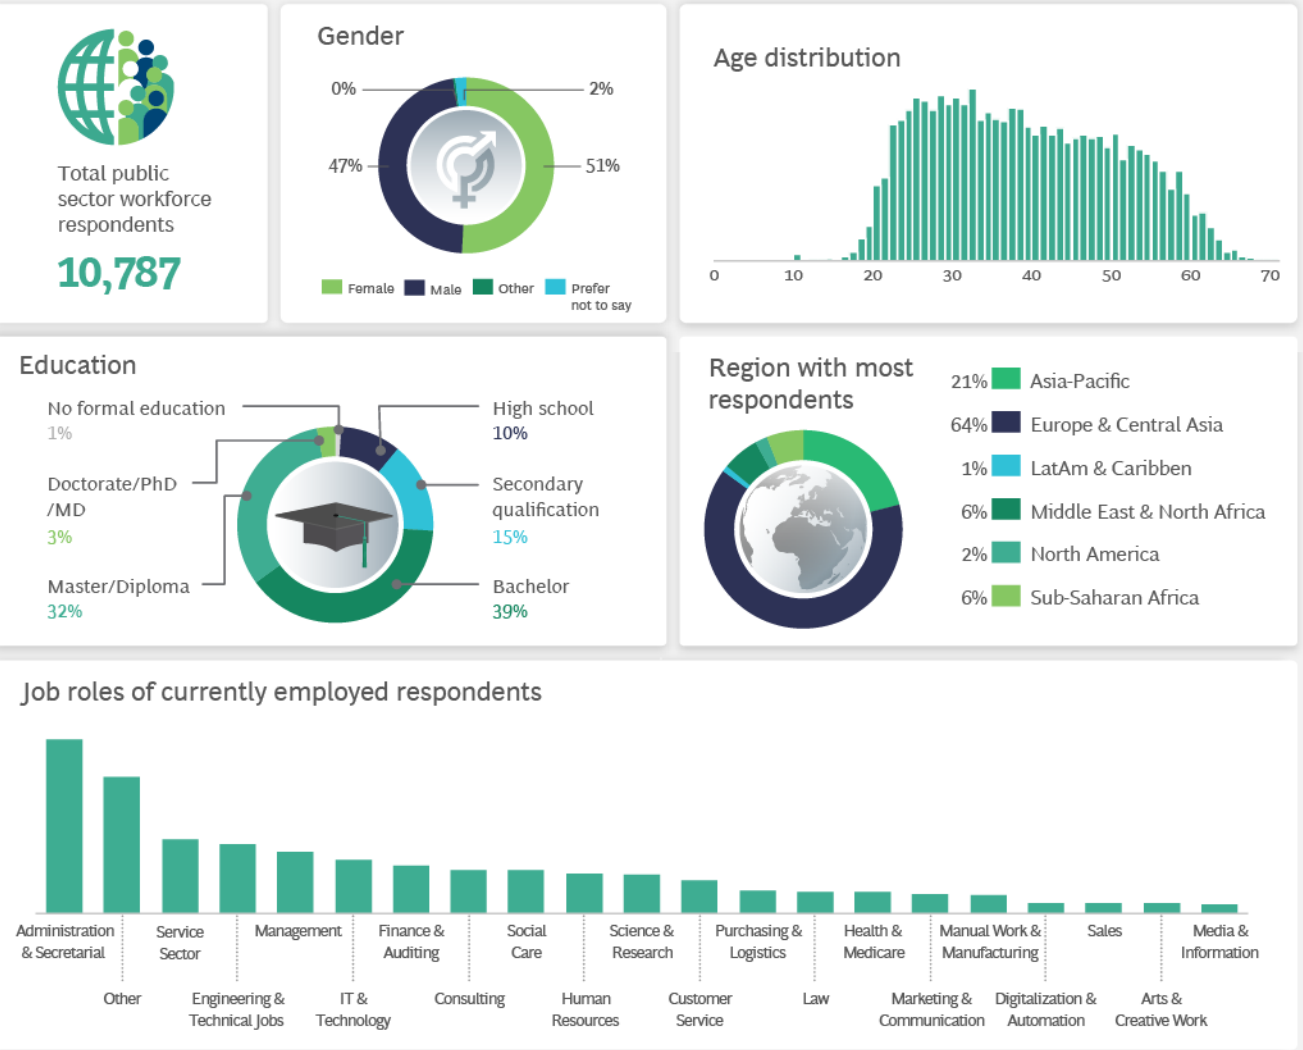 Total public
sector workforce
respondents
10,787
Gender
0%
2%
47%
51%
Female
Male
Other
Prefer
not to say
Age distribution
0 10 20 30 40 50 60 70
Education
No formal education
1%
Doctorate/PhD
/MD
3%
Master/Diploma
32%
High school
10%
Secondary
qualification
15%
Bachelor
39%
Region with most
respondents
21% Asia-Pacific
64% Europe & Central Asia
1% LatAm & Caribben
6% Middle East & North Africa
2% North America
6% Sub-Saharan Africa
Job roles of currently employed respondents
Administration
& Secretarial
Other
Service
Sector
Engineering &
Technical Jobs
Management
IT &
Technology
Finance &
Auditing
Consulting
Social
Care
Human
Resources
Science &
Research
Customer
Service
Purchasing &
Logistics
Law
Health &
Medicare
Marketing &
Communication
Manual Work &
Manufacturing
Digitalization &
Automation
Sales
Arts &
Creative Work
Media &
Information